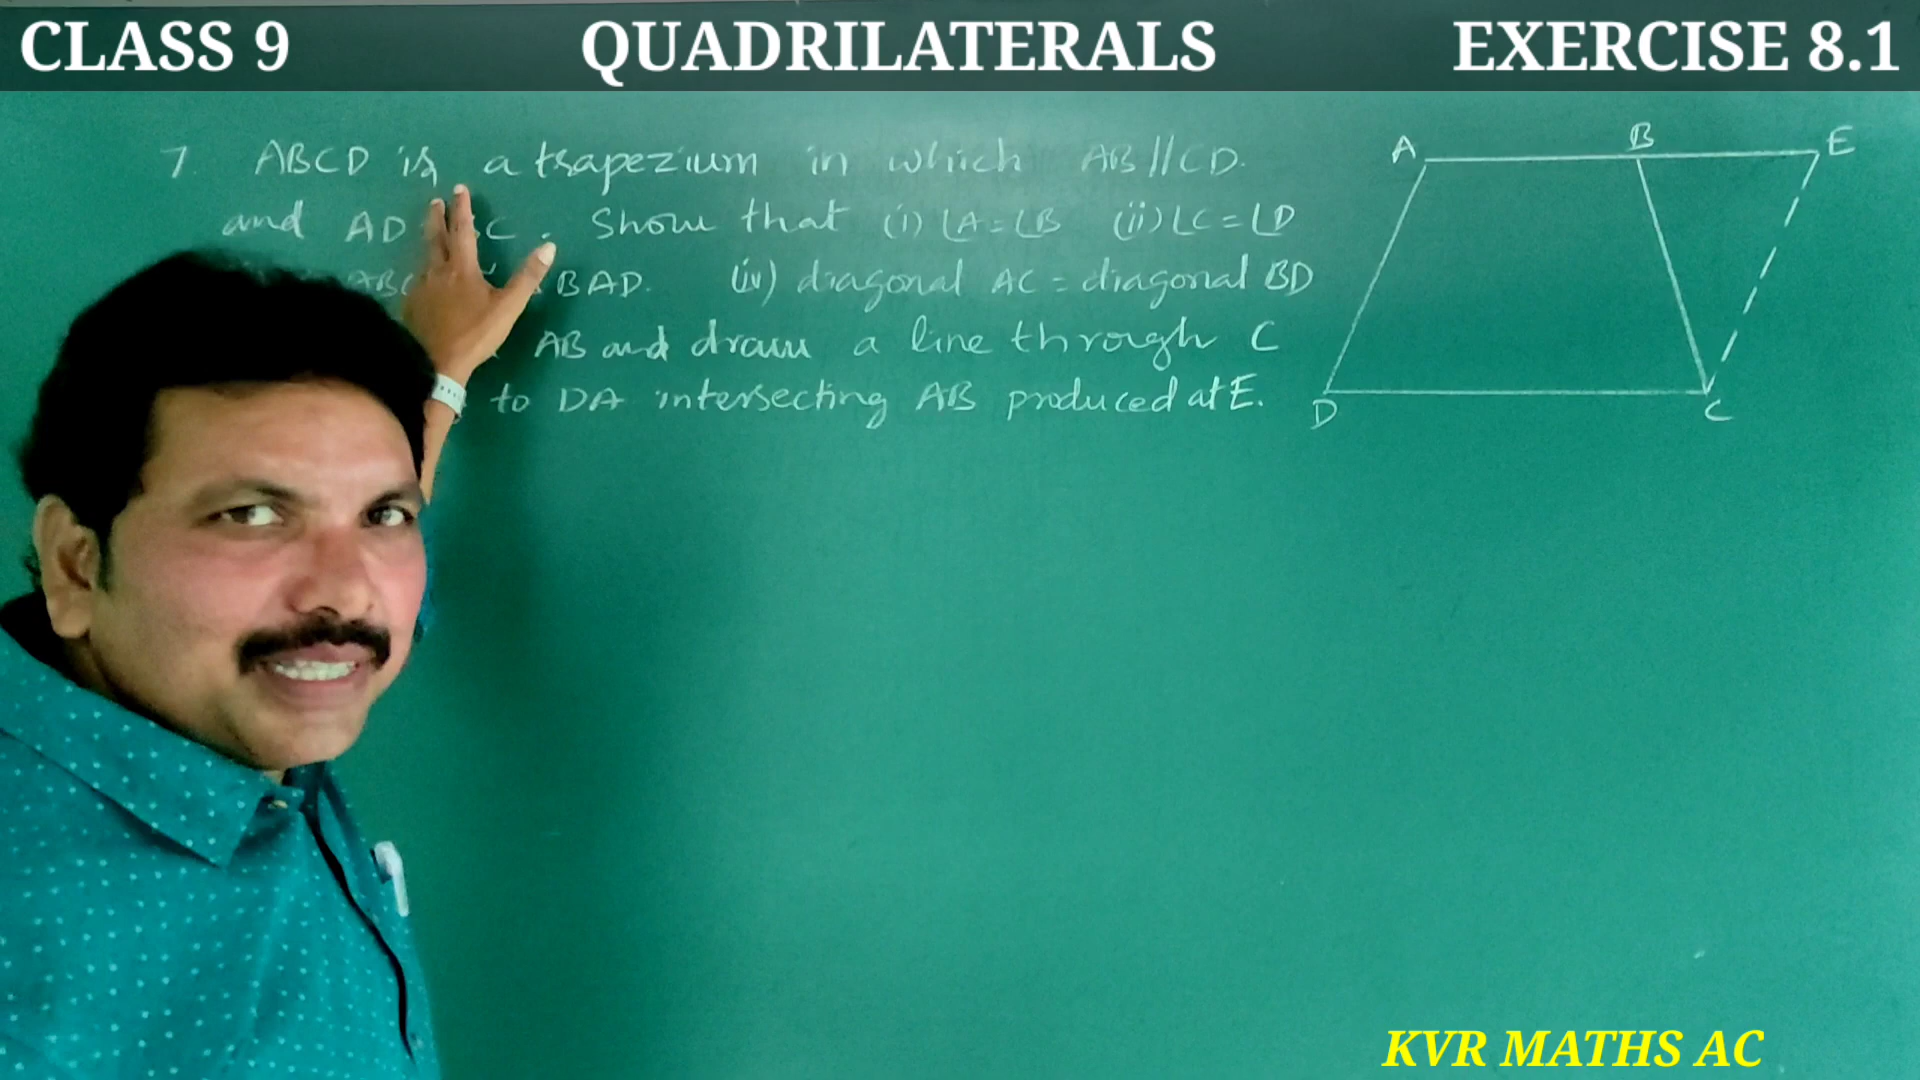 CLASS 9 QUADRILATERALS EXERCISE 8.1
7. ABCD is a trapezium in which AB//CD.
and AD BC. Show that (i) ∠A=∠B (ii) ∠C=∠D
ABC BAD. (iv) diagonal AC = diagonal BD
AB and draw a line through C
to DA intersecting AB produced at E.
A B E
D C
KVR MATHS AC